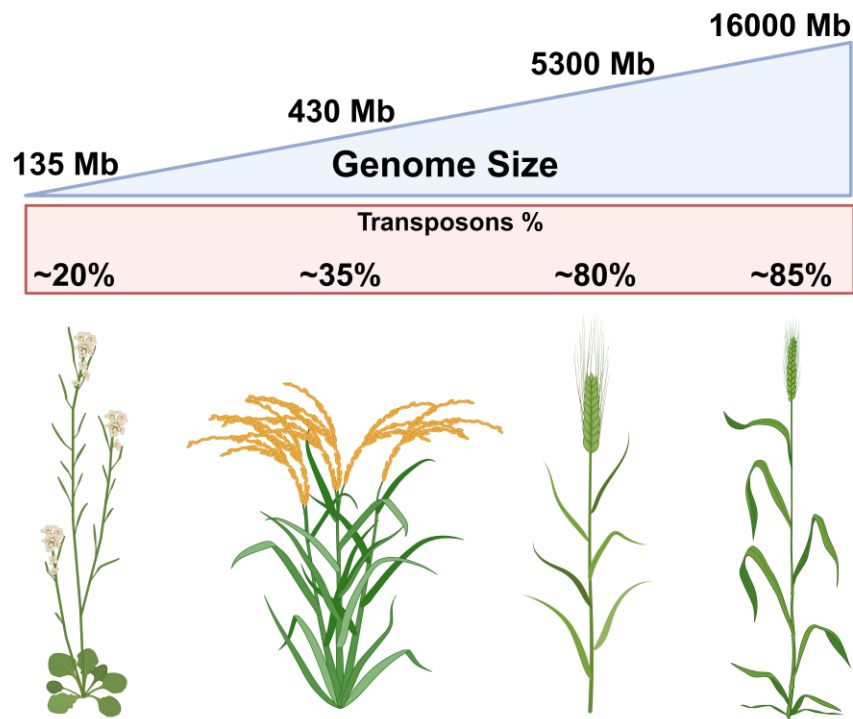 16000 Mb
5300 Mb
430 Mb
135 Mb
Genome Size
Transposons %
~20% ~35% ~80% ~85%